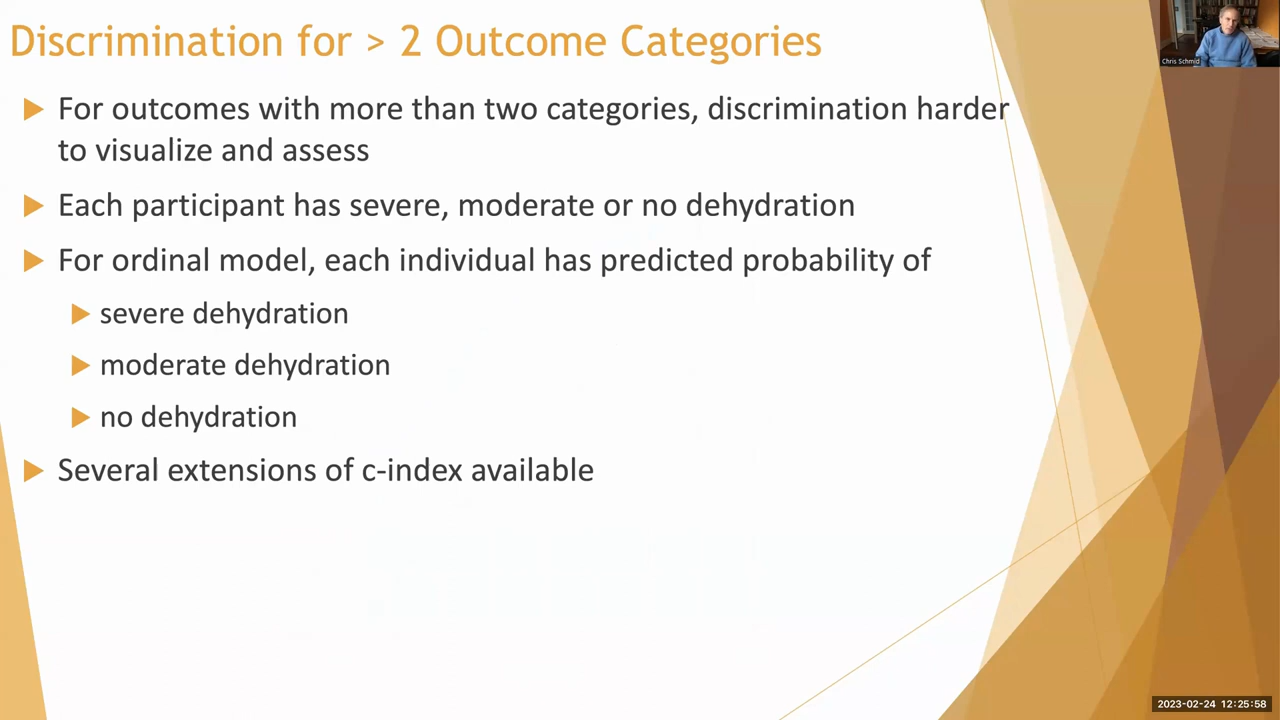 Discrimination for > 2 Outcome Categories
Chris Schmid
For outcomes with more than two categories, discrimination harder
to visualize and assess
Each participant has severe, moderate or no dehydration
For ordinal model, each individual has predicted probability of
severe dehydration
moderate dehydration
no dehydration
Several extensions of c-index available
2023-02-24 12:25:58